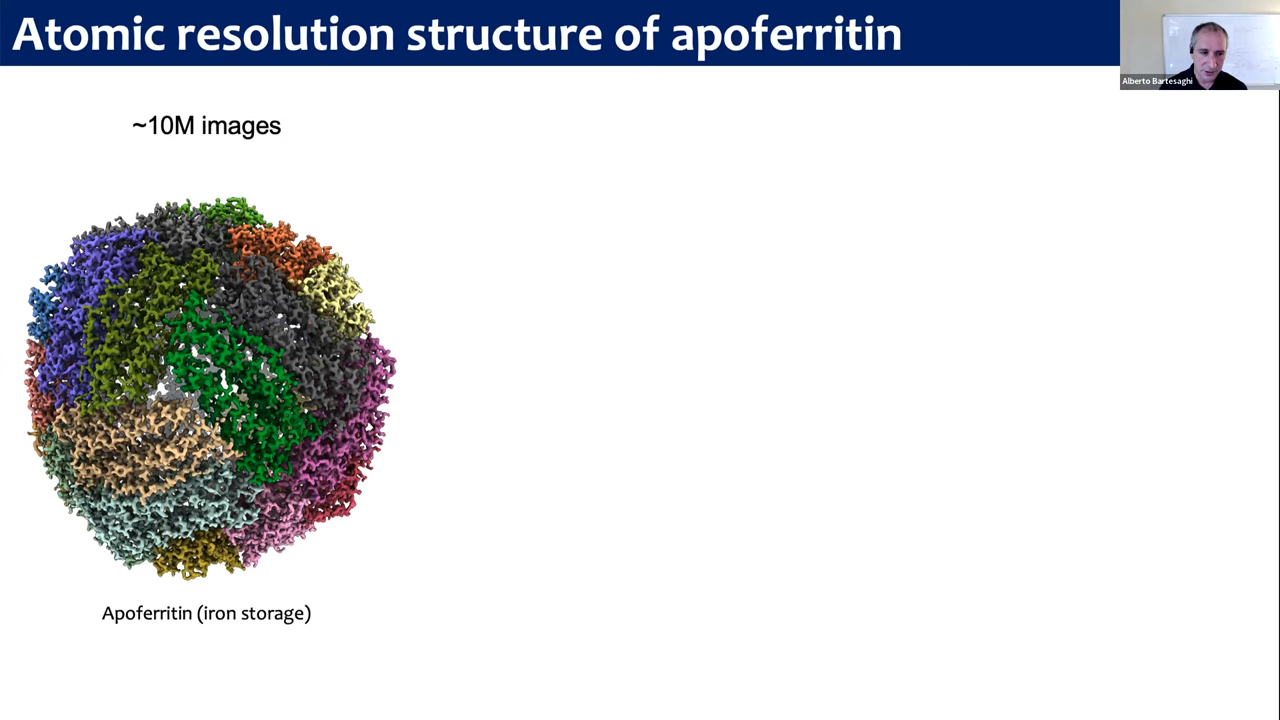 Atomic resolution structure of apoferritin
Alberto Bartesaghi
~10M images
Apoferritin (iron storage)